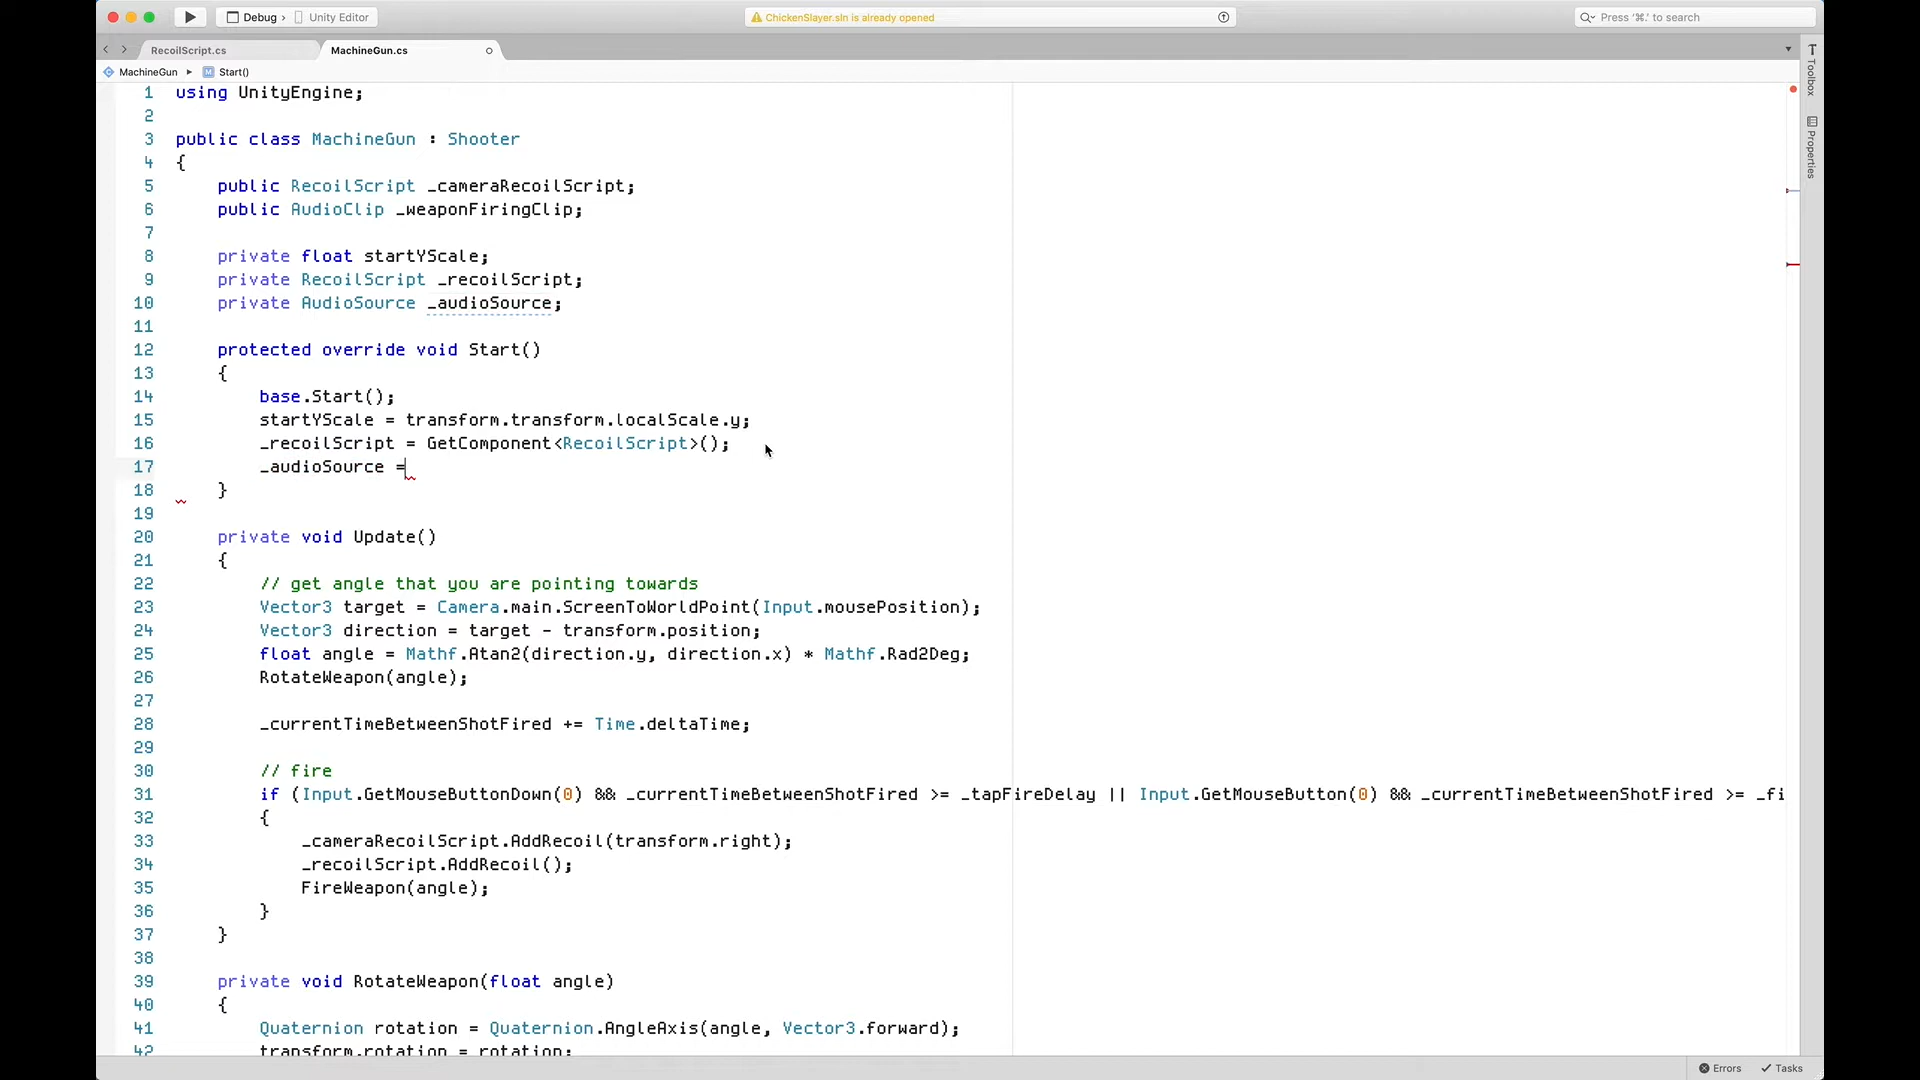 Debug › Unity Editor
ChickenSlayer.sln is already opened
Press '⌘.' to search
RecoilScript.cs
MachineGun.cs
MachineGun ▸ Start()
1 using UnityEngine;
2
3 public class MachineGun : Shooter
4 {
5 public RecoilScript _cameraRecoilScript;
6 public AudioClip _weaponFiringClip;
7
8 private float startYScale;
9 private RecoilScript _recoilScript;
10 private AudioSource _audioSource;
11
12 protected override void Start()
13 {
14 base.Start();
15 startYScale = transform.transform.localScale.y;
16 _recoilScript = GetComponent<RecoilScript>();
17 _audioSource =
18 }
19
20 private void Update()
21 {
22 // get angle that you are pointing towards
23 Vector3 target = Camera.main.ScreenToWorldPoint(Input.mousePosition);
24 Vector3 direction = target - transform.position;
25 float angle = Mathf.Atan2(direction.y, direction.x) * Mathf.Rad2Deg;
26 RotateWeapon(angle);
27
28 _currentTimeBetweenShotFired += Time.deltaTime;
29
30 // fire
31 if (Input.GetMouseButtonDown(0) && _currentTimeBetweenShotFired >= _tapFireDelay || Input.GetMouseButton(0) && _currentTimeBetweenShotFired >= _fi
32 {
33 _cameraRecoilScript.AddRecoil(transform.right);
34 _recoilScript.AddRecoil();
35 FireWeapon(angle);
36 }
37 }
38
39 private void RotateWeapon(float angle)
40 {
41 Quaternion rotation = Quaternion.AngleAxis(angle, Vector3.forward);
42 transform.rotation = rotation;
Toolbox
Properties
Errors
Tasks